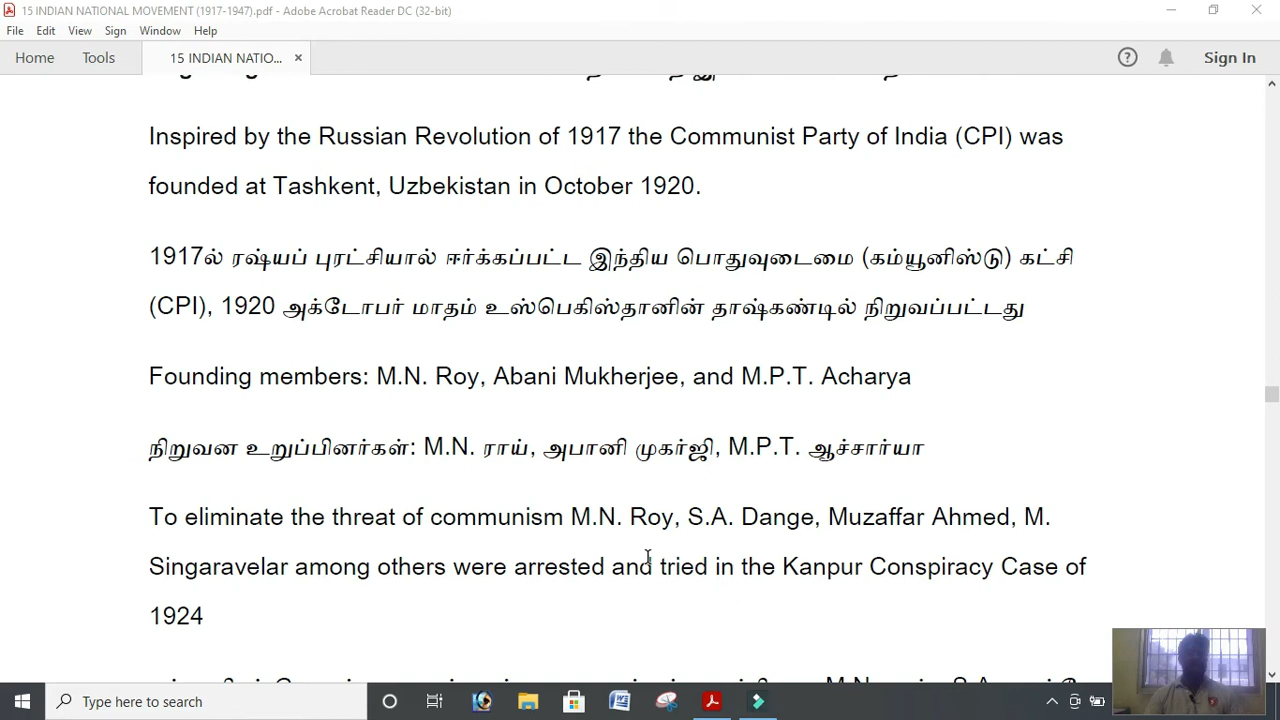 15 INDIAN NATIONAL MOVEMENT (1917-1947).pdf - Adobe Acrobat Reader DC (32-bit)
File Edit View Sign Window Help
Home Tools 15 INDIAN NATIO... × Sign In
Inspired by the Russian Revolution of 1917 the Communist Party of India (CPI) was
founded at Tashkent, Uzbekistan in October 1920.
1917ல் ரஷ்யப் புரட்சியால் ஈர்க்கப்பட்ட இந்திய பொதுவுடைமை (கம்யூனிஸ்டு) கட்சி
(CPI), 1920 அக்டோபர் மாதம் உஸ்பெகிஸ்தானின் தாஷ்கண்டில் நிறுவப்பட்டது
Founding members: M.N. Roy, Abani Mukherjee, and M.P.T. Acharya
நிறுவன உறுப்பினர்கள்: M.N. ராய், அபானி முகர்ஜி, M.P.T. ஆச்சார்யா
To eliminate the threat of communism M.N. Roy, S.A. Dange, Muzaffar Ahmed, M.
Singaravelar among others were arrested and tried in the Kanpur Conspiracy Case of
1924
Type here to search